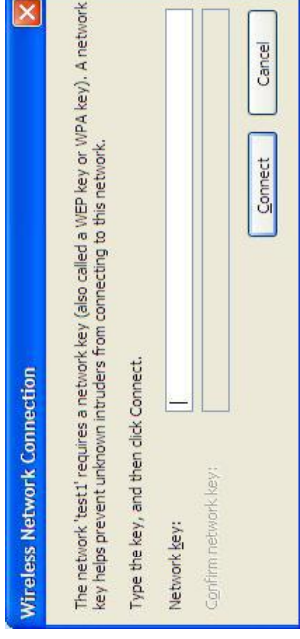 Wireless Network Connection
The network 'test1' requires a network key (also called a WEP key or WPA key). A network
key helps prevent unknown intruders from connecting to this network.
Type the key, and then click Connect.
Network key:
Confirm network key:
Connect Cancel